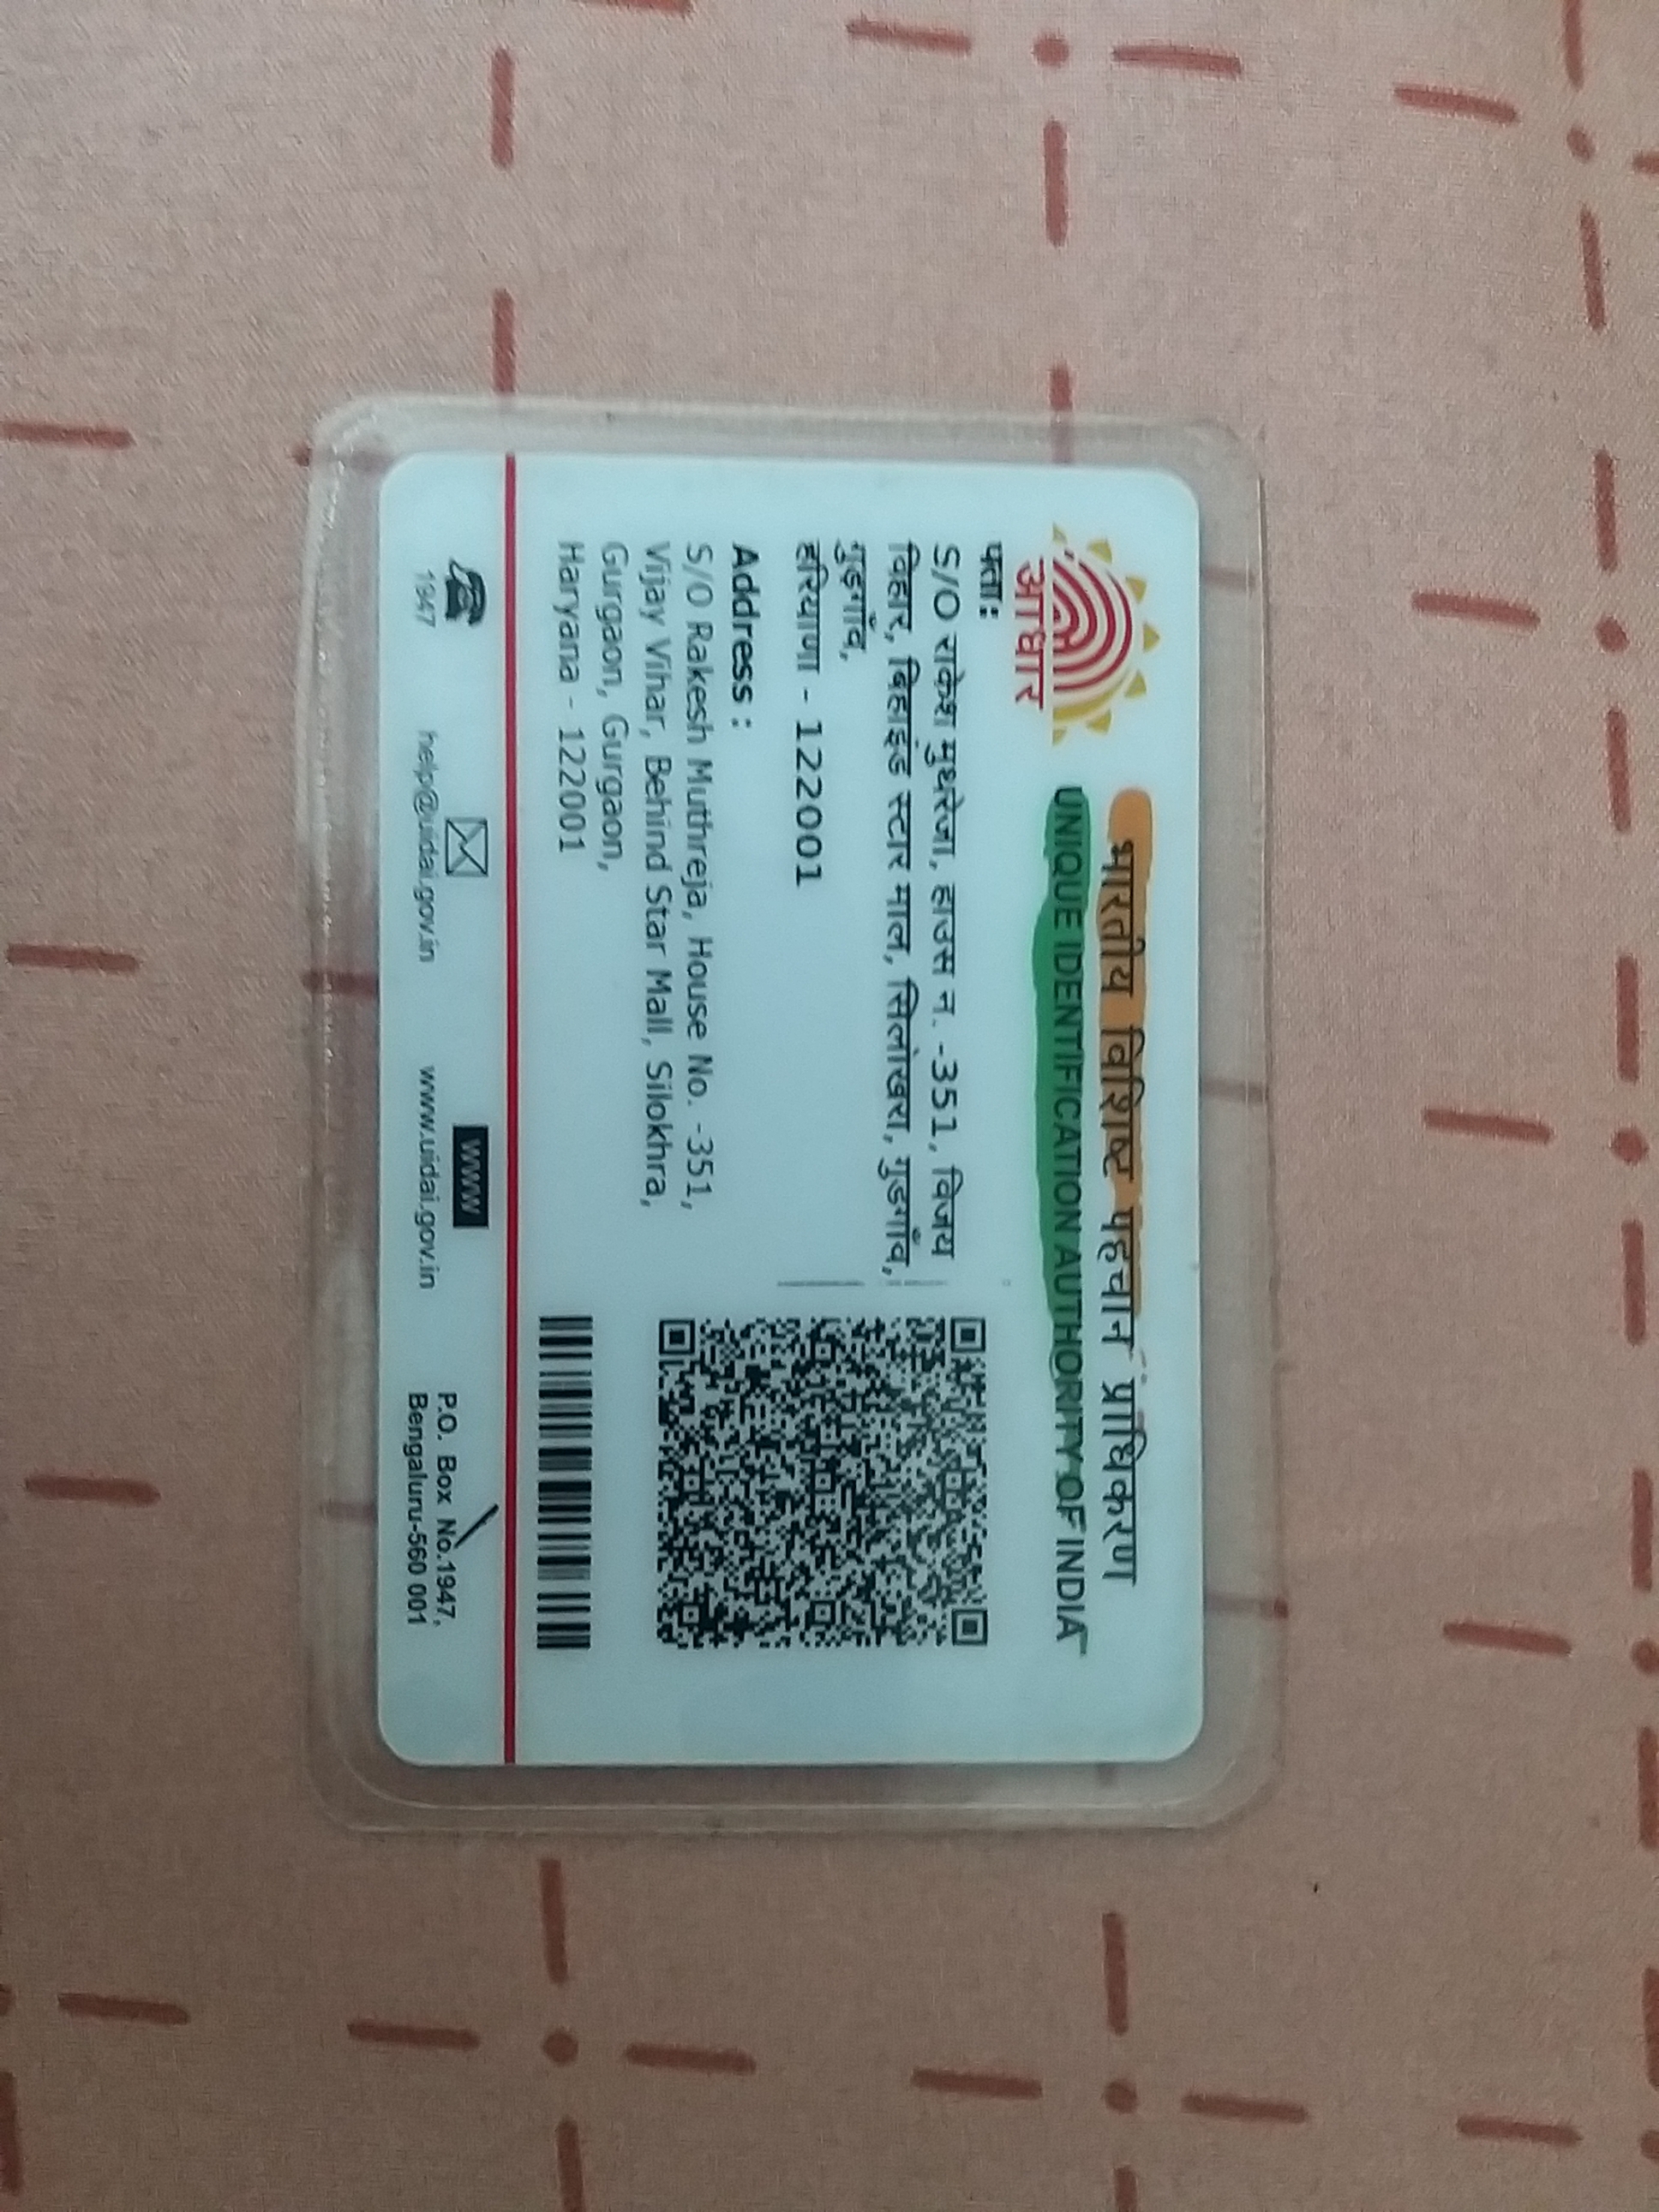 भारतीय विशिष्ट पहचान प्राधिकरण
UNIQUE IDENTIFICATION AUTHORITY OF INDIA
आधार
पता:
S/O राकेश मुथरेजा, हाउस न. -351, विजय
विहार, बिहाइंड स्टार माल, सिलोखरा, गुडगाँव,
गुडगाँव,
हरियाणा - 122001
Address :
S/O Rakesh Muthreja, House No. -351,
Vijay Vihar, Behind Star Mall, Silokhra,
Gurgaon, Gurgaon,
Haryana - 122001
1947
help@uidai.gov.in
WWW
www.uidai.gov.in
P.O. Box No.1947,
Bengaluru-560 001